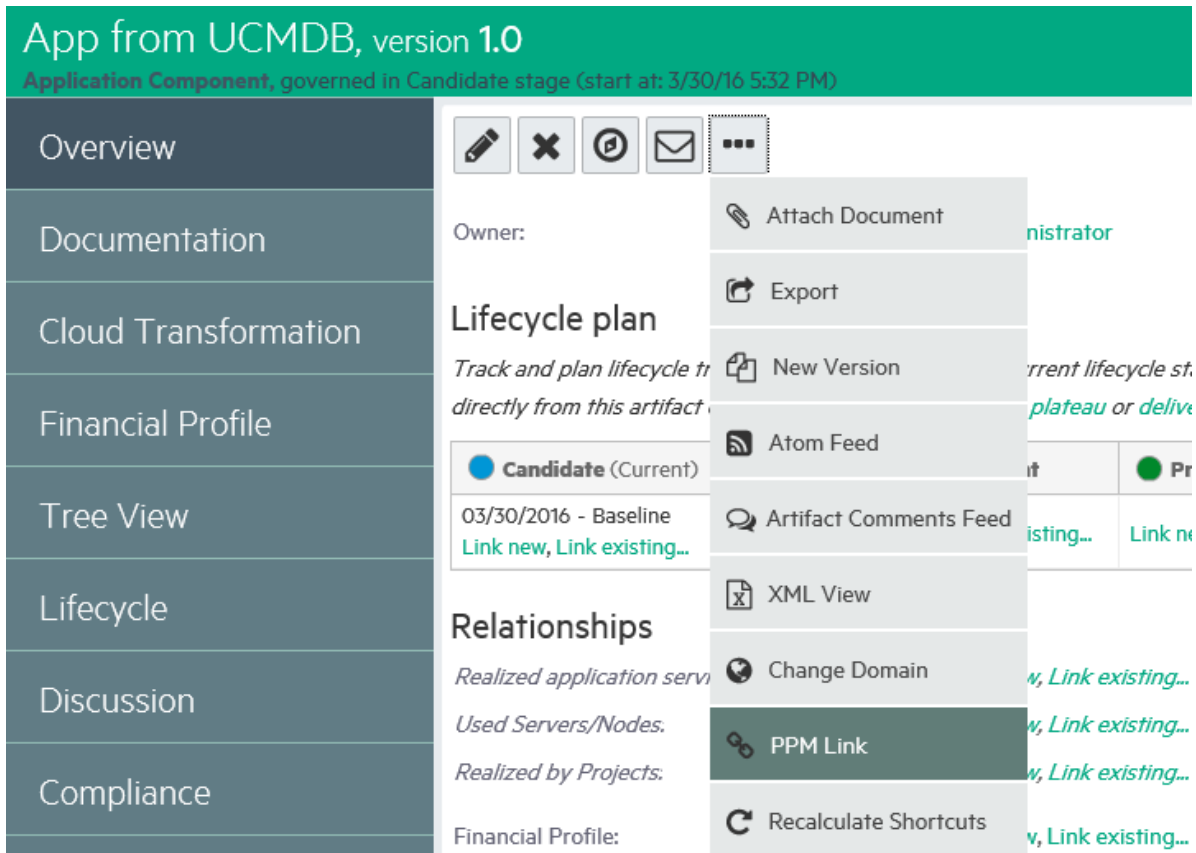 App from UCMDB, version 1.0
Application Component, governed in Candidate stage (start at: 3/30/16 5:32 PM)
Overview
Documentation
Cloud Transformation
Financial Profile
Tree View
Lifecycle
Discussion
Compliance
Attach Document
Export
New Version
Atom Feed
Artifact Comments Feed
XML View
Change Domain
PPM Link
Recalculate Shortcuts
Owner: nistrator
Lifecycle plan
Track and plan lifecycle tr rrent lifecycle sta
directly from this artifact plateau or delive
Candidate (Current) Pr
03/30/2016 - Baseline
Link new, Link existing... isting... Link ne
Relationships
Realized application servi w, Link existing...
Used Servers/Nodes: w, Link existing...
Realized by Projects: w, Link existing...
Financial Profile: v, Link existing...